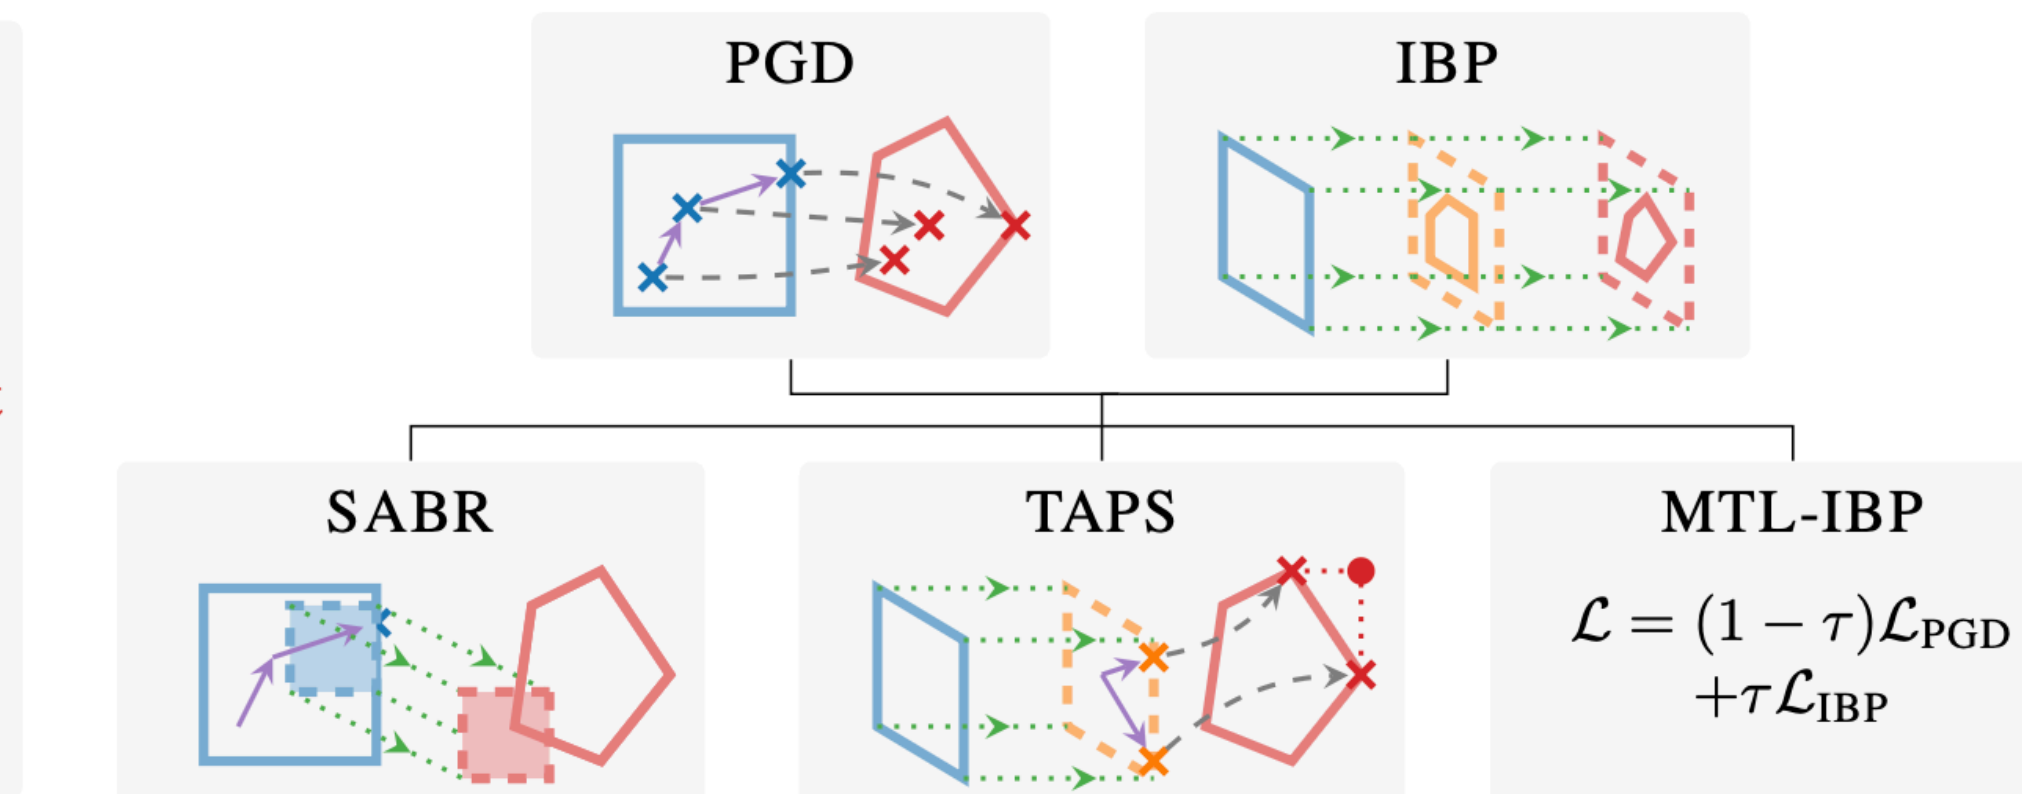 PGD
IBP
SABR
TAPS
MTL-IBP
ℒ = (1 − τ)ℒ_PGD
+τℒ_IBP